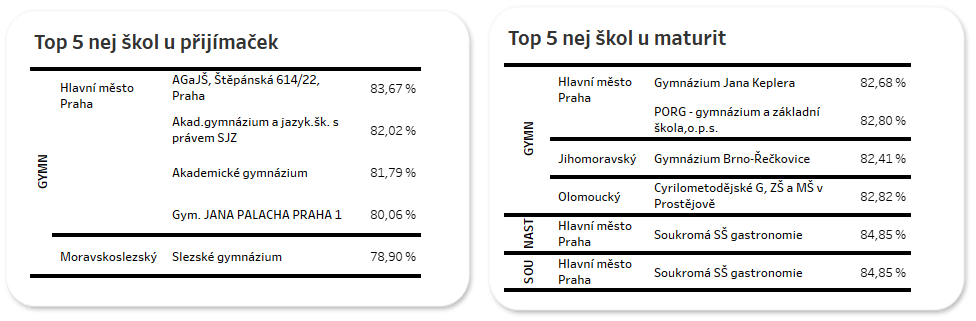 Top 5 nej škol u přijímaček
GYMN
Hlavní město
Praha
AGaJŠ, Štěpánská 614/22,
Praha
83,67 %
Akad.gymnázium a jazyk.šk. s
právem SJZ
82,02 %
Akademické gymnázium
81,79 %
Gym. JANA PALACHA PRAHA 1
80,06 %
Moravskoslezský
Slezské gymnázium
78,90 %
Top 5 nej škol u maturit
GYMN
Hlavní město
Praha
Gymnázium Jana Keplera
82,68 %
PORG - gymnázium a základní
škola,o.p.s.
82,80 %
Jihomoravský
Gymnázium Brno-Řečkovice
82,41 %
Olomoucký
Cyrilometodějské G, ZŠ a MŠ v
Prostějově
82,82 %
NAST
Hlavní město
Praha
Soukromá SŠ gastronomie
84,85 %
SOU
Hlavní město
Praha
Soukromá SŠ gastronomie
84,85 %